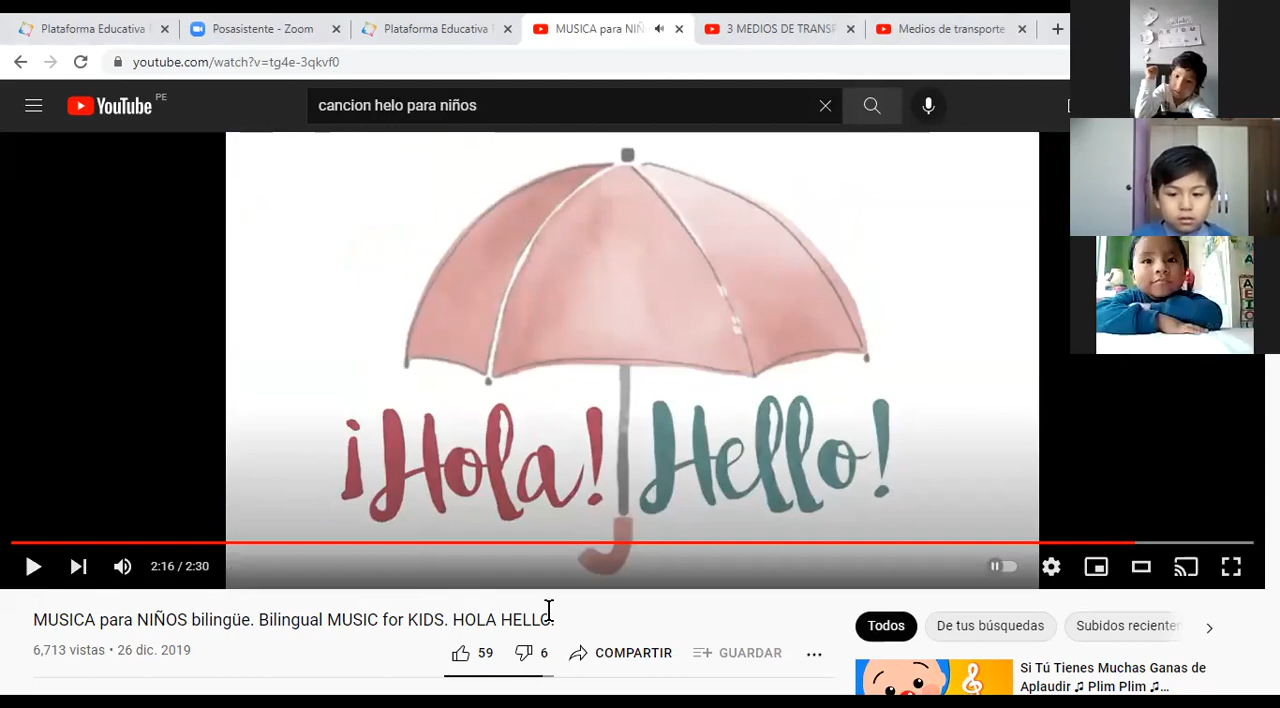 Plataforma Educativa
Posasistente - Zoom
Plataforma Educativa
MUSICA para NIÑ
3 MEDIOS DE TRANSP
Medios de transporte
youtube.com/watch?v=tg4e-3qkvf0
YouTube PE
cancion helo para niños
¡Hola! Hello!
2:16 / 2:30
MUSICA para NIÑOS bilingüe. Bilingual MUSIC for KIDS. HOLA HELLO.
6,713 vistas • 26 dic. 2019
59
6
COMPARTIR
GUARDAR
Todos
De tus búsquedas
Subidos recienter
Si Tú Tienes Muchas Ganas de
Aplaudir ♫ Plim Plim ♫...